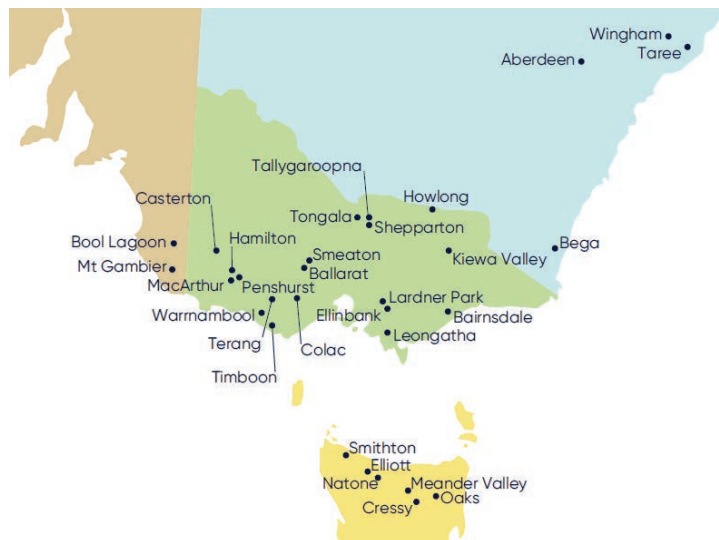 Wingham
Taree
Aberdeen
Tallygaroopna
Casterton
Howlong
Tongala
Shepparton
Hamilton
Bool Lagoon
Smeaton
Kiewa Valley
Bega
Mt Gambier
Ballarat
MacArthur
Penshurst
Lardner Park
Warrnambool
Ellinbank
Bairnsdale
Terang
Colac
Leongatha
Timboon
Smithton
Elliott
Natone
Meander Valley
Oaks
Cressy